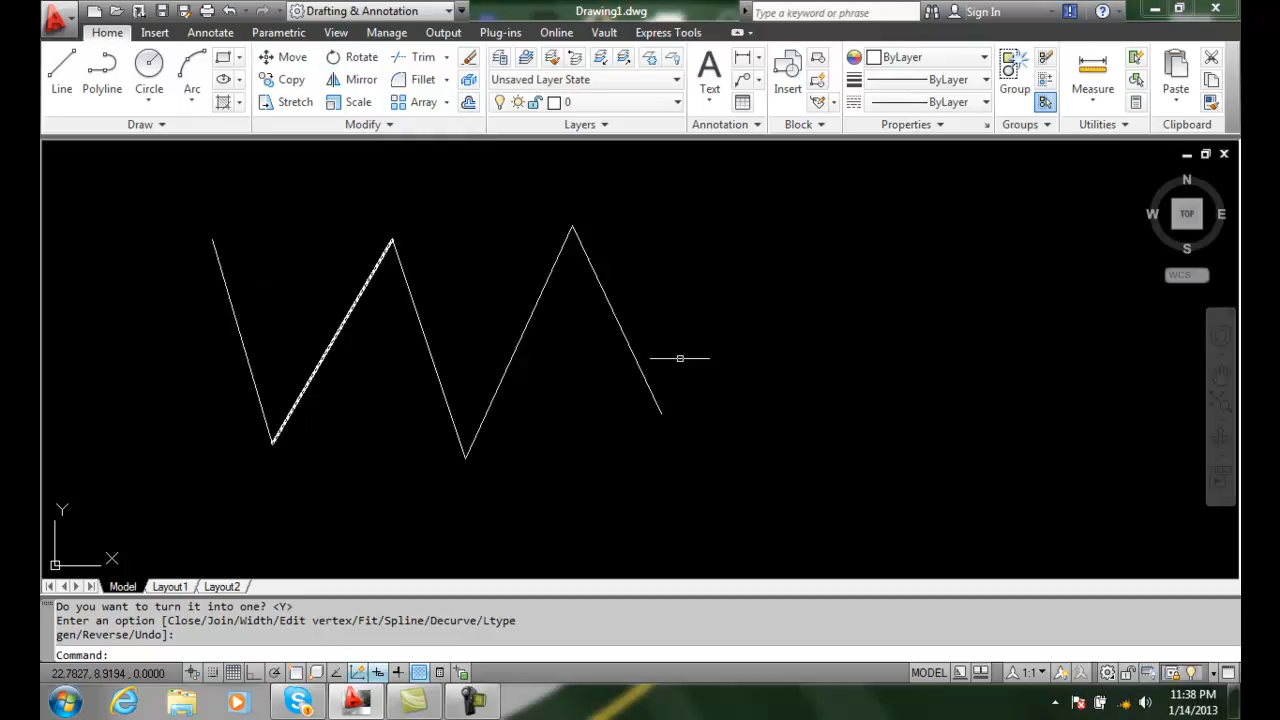 Drafting & Annotation
Drawing1.dwg
Type a keyword or phrase
Sign In
Home Insert Annotate Parametric View Manage Output Plug-ins Online Vault Express Tools
Line Polyline Circle Arc
Draw
Move Rotate Trim
Copy Mirror Fillet
Stretch Scale Array
Modify
Unsaved Layer State
0
Layers
Text
Annotation
Insert
Block
ByLayer
ByLayer
ByLayer
Properties
Group
Groups
Measure
Utilities
Paste
Clipboard
N
W TOP E
S
WCS
Y
X
Model Layout1 Layout2
Do you want to turn it into one? <Y>
Enter an option [Close/Join/Width/Edit vertex/Fit/Spline/Decurve/Ltype
gen/Reverse/Undo]:
Command:
22.7827, 8.9194 , 0.0000
MODEL
1:1
11:38 PM
1/14/2013